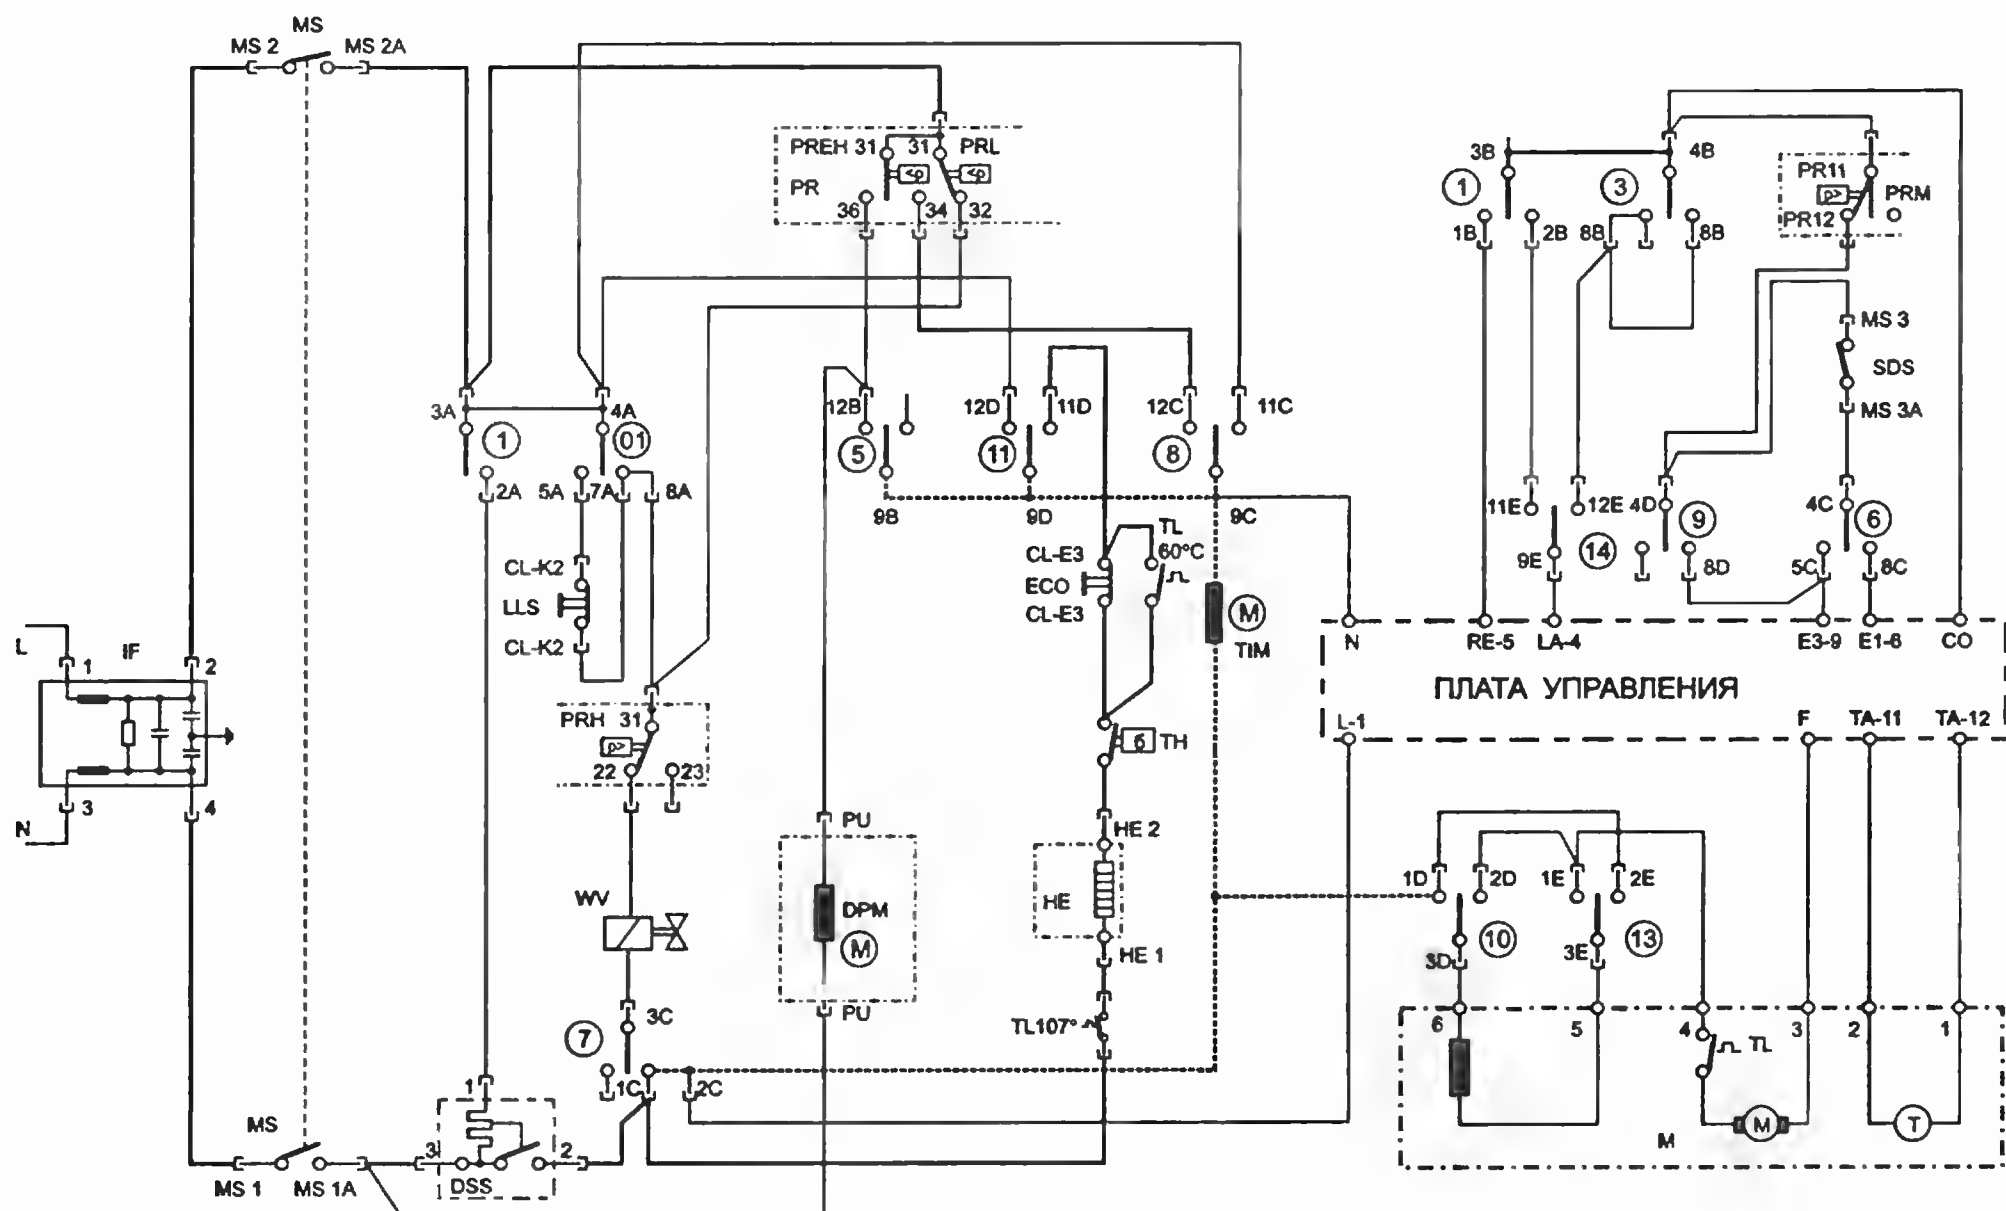 MS
MS 2
MS 2A
PREH 31
31
PRL
PR
<p
<p
36
34
32
3B
4B
1
3
1B
2B
8B
8B
PR11
p>
PRM
PR12
MS 3
SDS
MS 3A
3A
4A
1
01
2A
5A
7A
8A
12B
12D
11D
12C
11C
5
11
8
9B
9D
9C
11E
12E
4D
9
4C
6
9E
14
8D
5C
8C
CL-K2
LLS
CL-K2
CL-E3
ECO
CL-E3
TL
60°C
M
TIM
N
RE-5
LA-4
E3-9
E1-6
CO
ПЛАТА УПРАВЛЕНИЯ
L-1
F
TA-11
TA-12
L
IF
1
2
3
4
N
PRH 31
p>
22
23
б
TH
PU
HE 2
WV
DPM
M
HE
HE 1
PU
3C
7
1C
2C
TL107°
1D
2D
1E
2E
10
13
3D
3E
6
5
4
TL
3
2
1
M
T
M
MS
MS 1
MS 1A
1
3
2
DSS